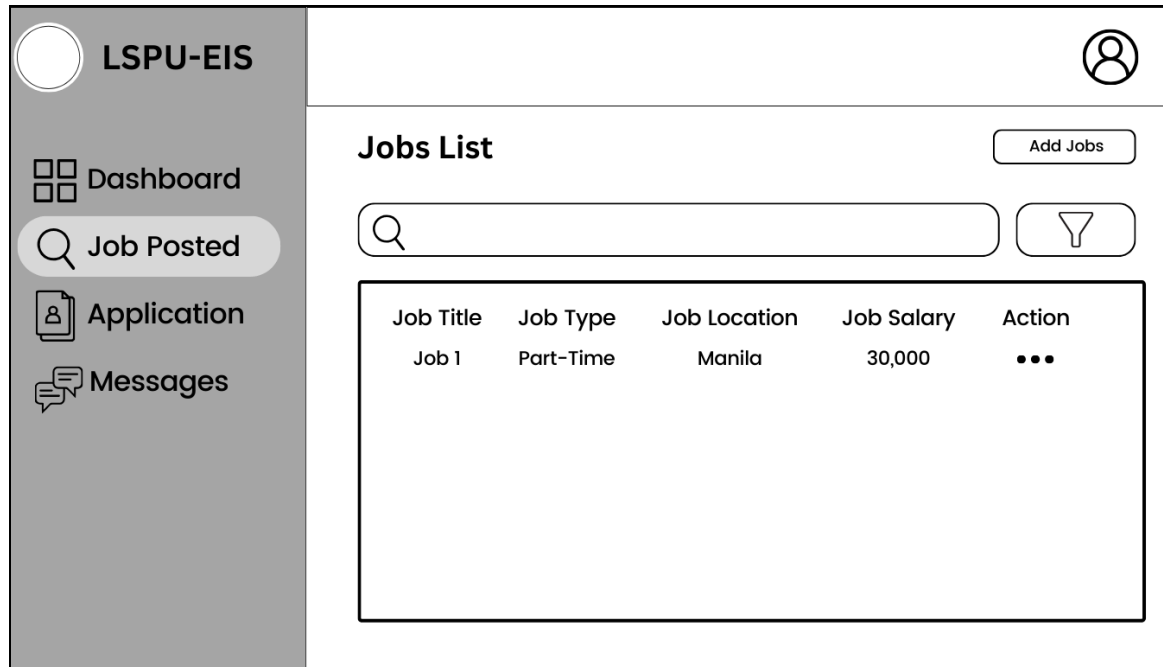 LSPU-EIS
Dashboard
Job Posted
Application
Messages
Jobs List
Add Jobs
Job Title Job Type Job Location Job Salary Action
Job 1 Part-Time Manila 30,000 •••